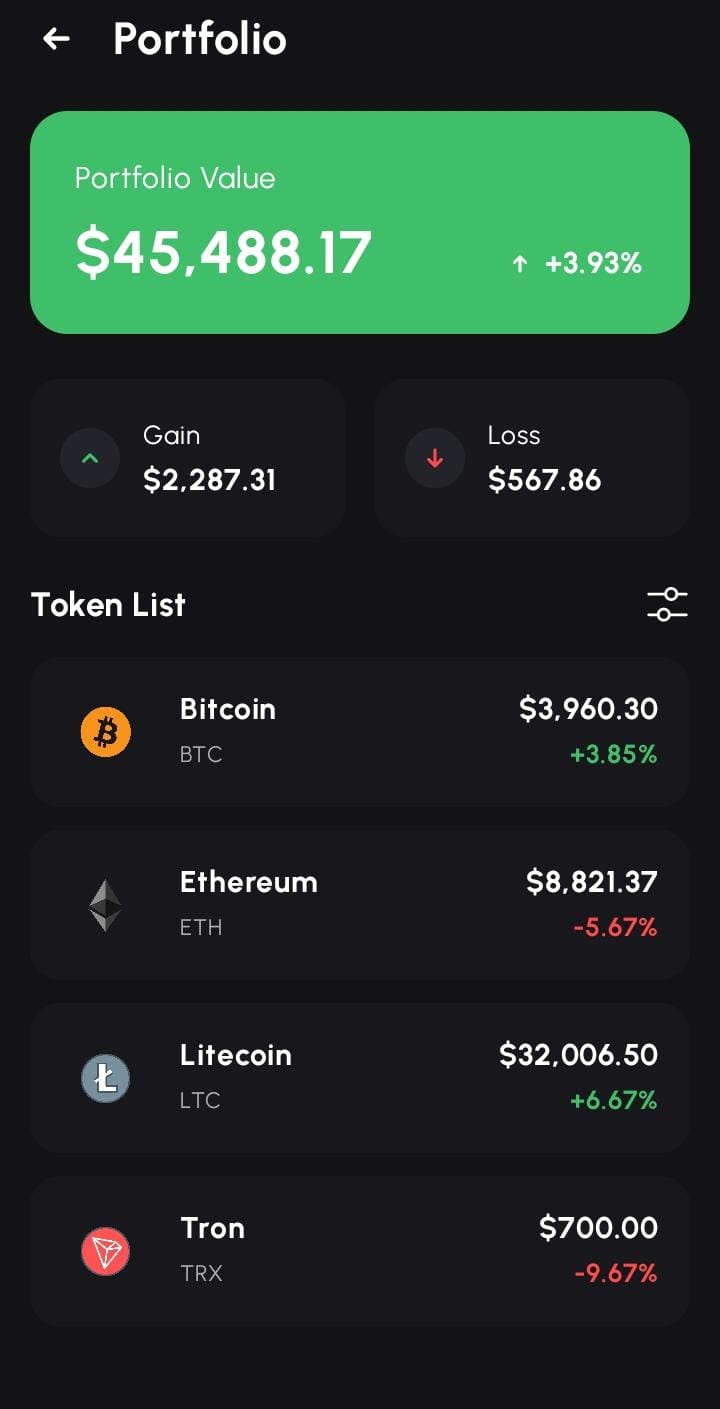 Portfolio
Portfolio Value
$45,488.17
+3.93%
Gain
$2,287.31
Loss
$567.86
Token List
Bitcoin
$3,960.30
BTC
+3.85%
Ethereum
$8,821.37
ETH
-5.67%
Litecoin
$32,006.50
LTC
+6.67%
Tron
$700.00
TRX
-9.67%